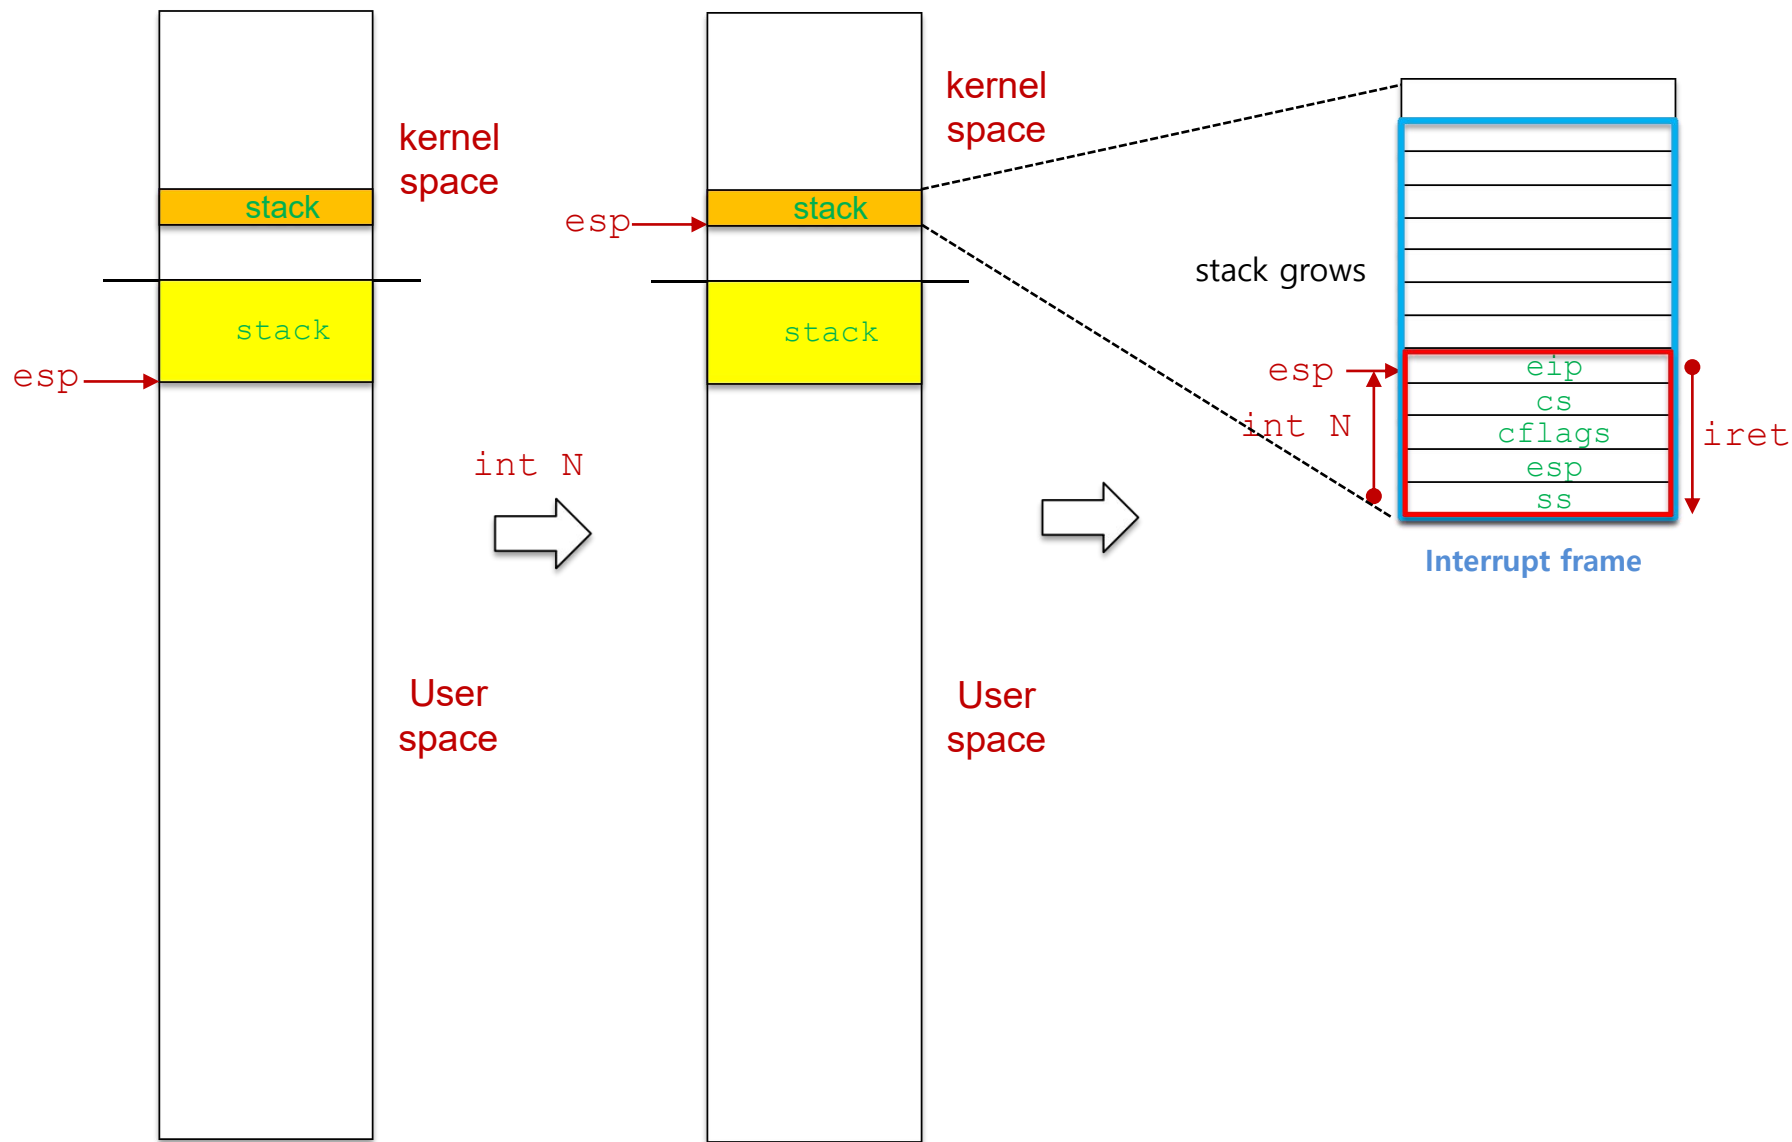 kernel
space
stack
stack
esp
User
space
int N
kernel
space
esp
stack
stack
User
space
stack grows
esp
int N
eip
cs
cflags
esp
ss
iret
Interrupt frame